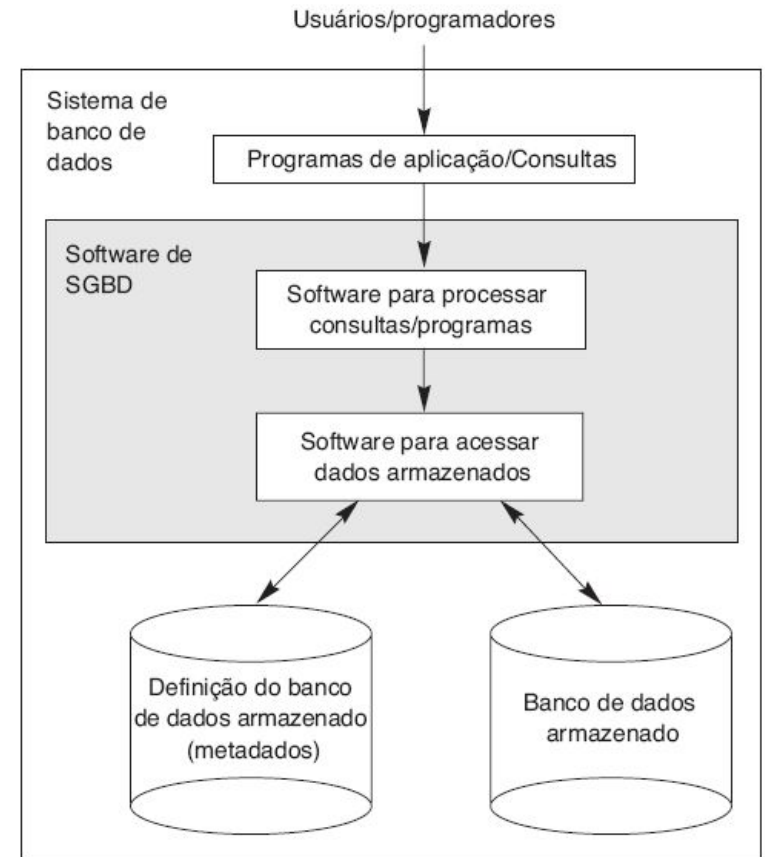 Usuários/programadores
Sistema de
banco de
dados
Programas de aplicação/Consultas
Software de
SGBD
Software para processar
consultas/programas
Software para acessar
dados armazenados
Definição do banco
de dados armazenado
(metadados)
Banco de dados
armazenado